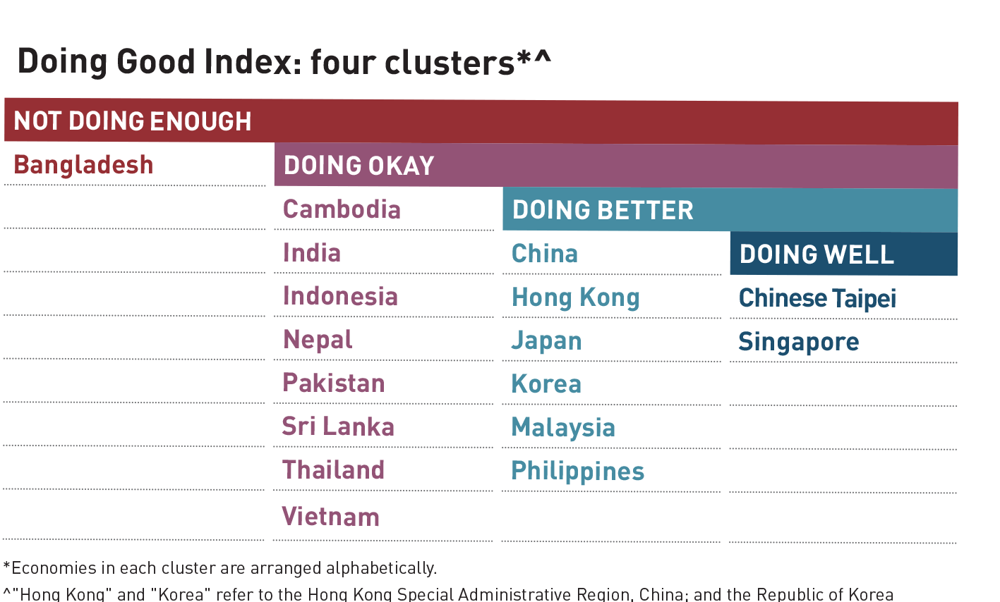 Doing Good Index: four clusters*^
NOT DOING ENOUGH
Bangladesh
DOING OKAY
Cambodia
India
Indonesia
Nepal
Pakistan
Sri Lanka
Thailand
Vietnam
DOING BETTER
China
Hong Kong
Japan
Korea
Malaysia
Philippines
DOING WELL
Chinese Taipei
Singapore
*Economies in each cluster are arranged alphabetically.
^"Hong Kong" and "Korea" refer to the Hong Kong Special Administrative Region, China; and the Republic of Korea